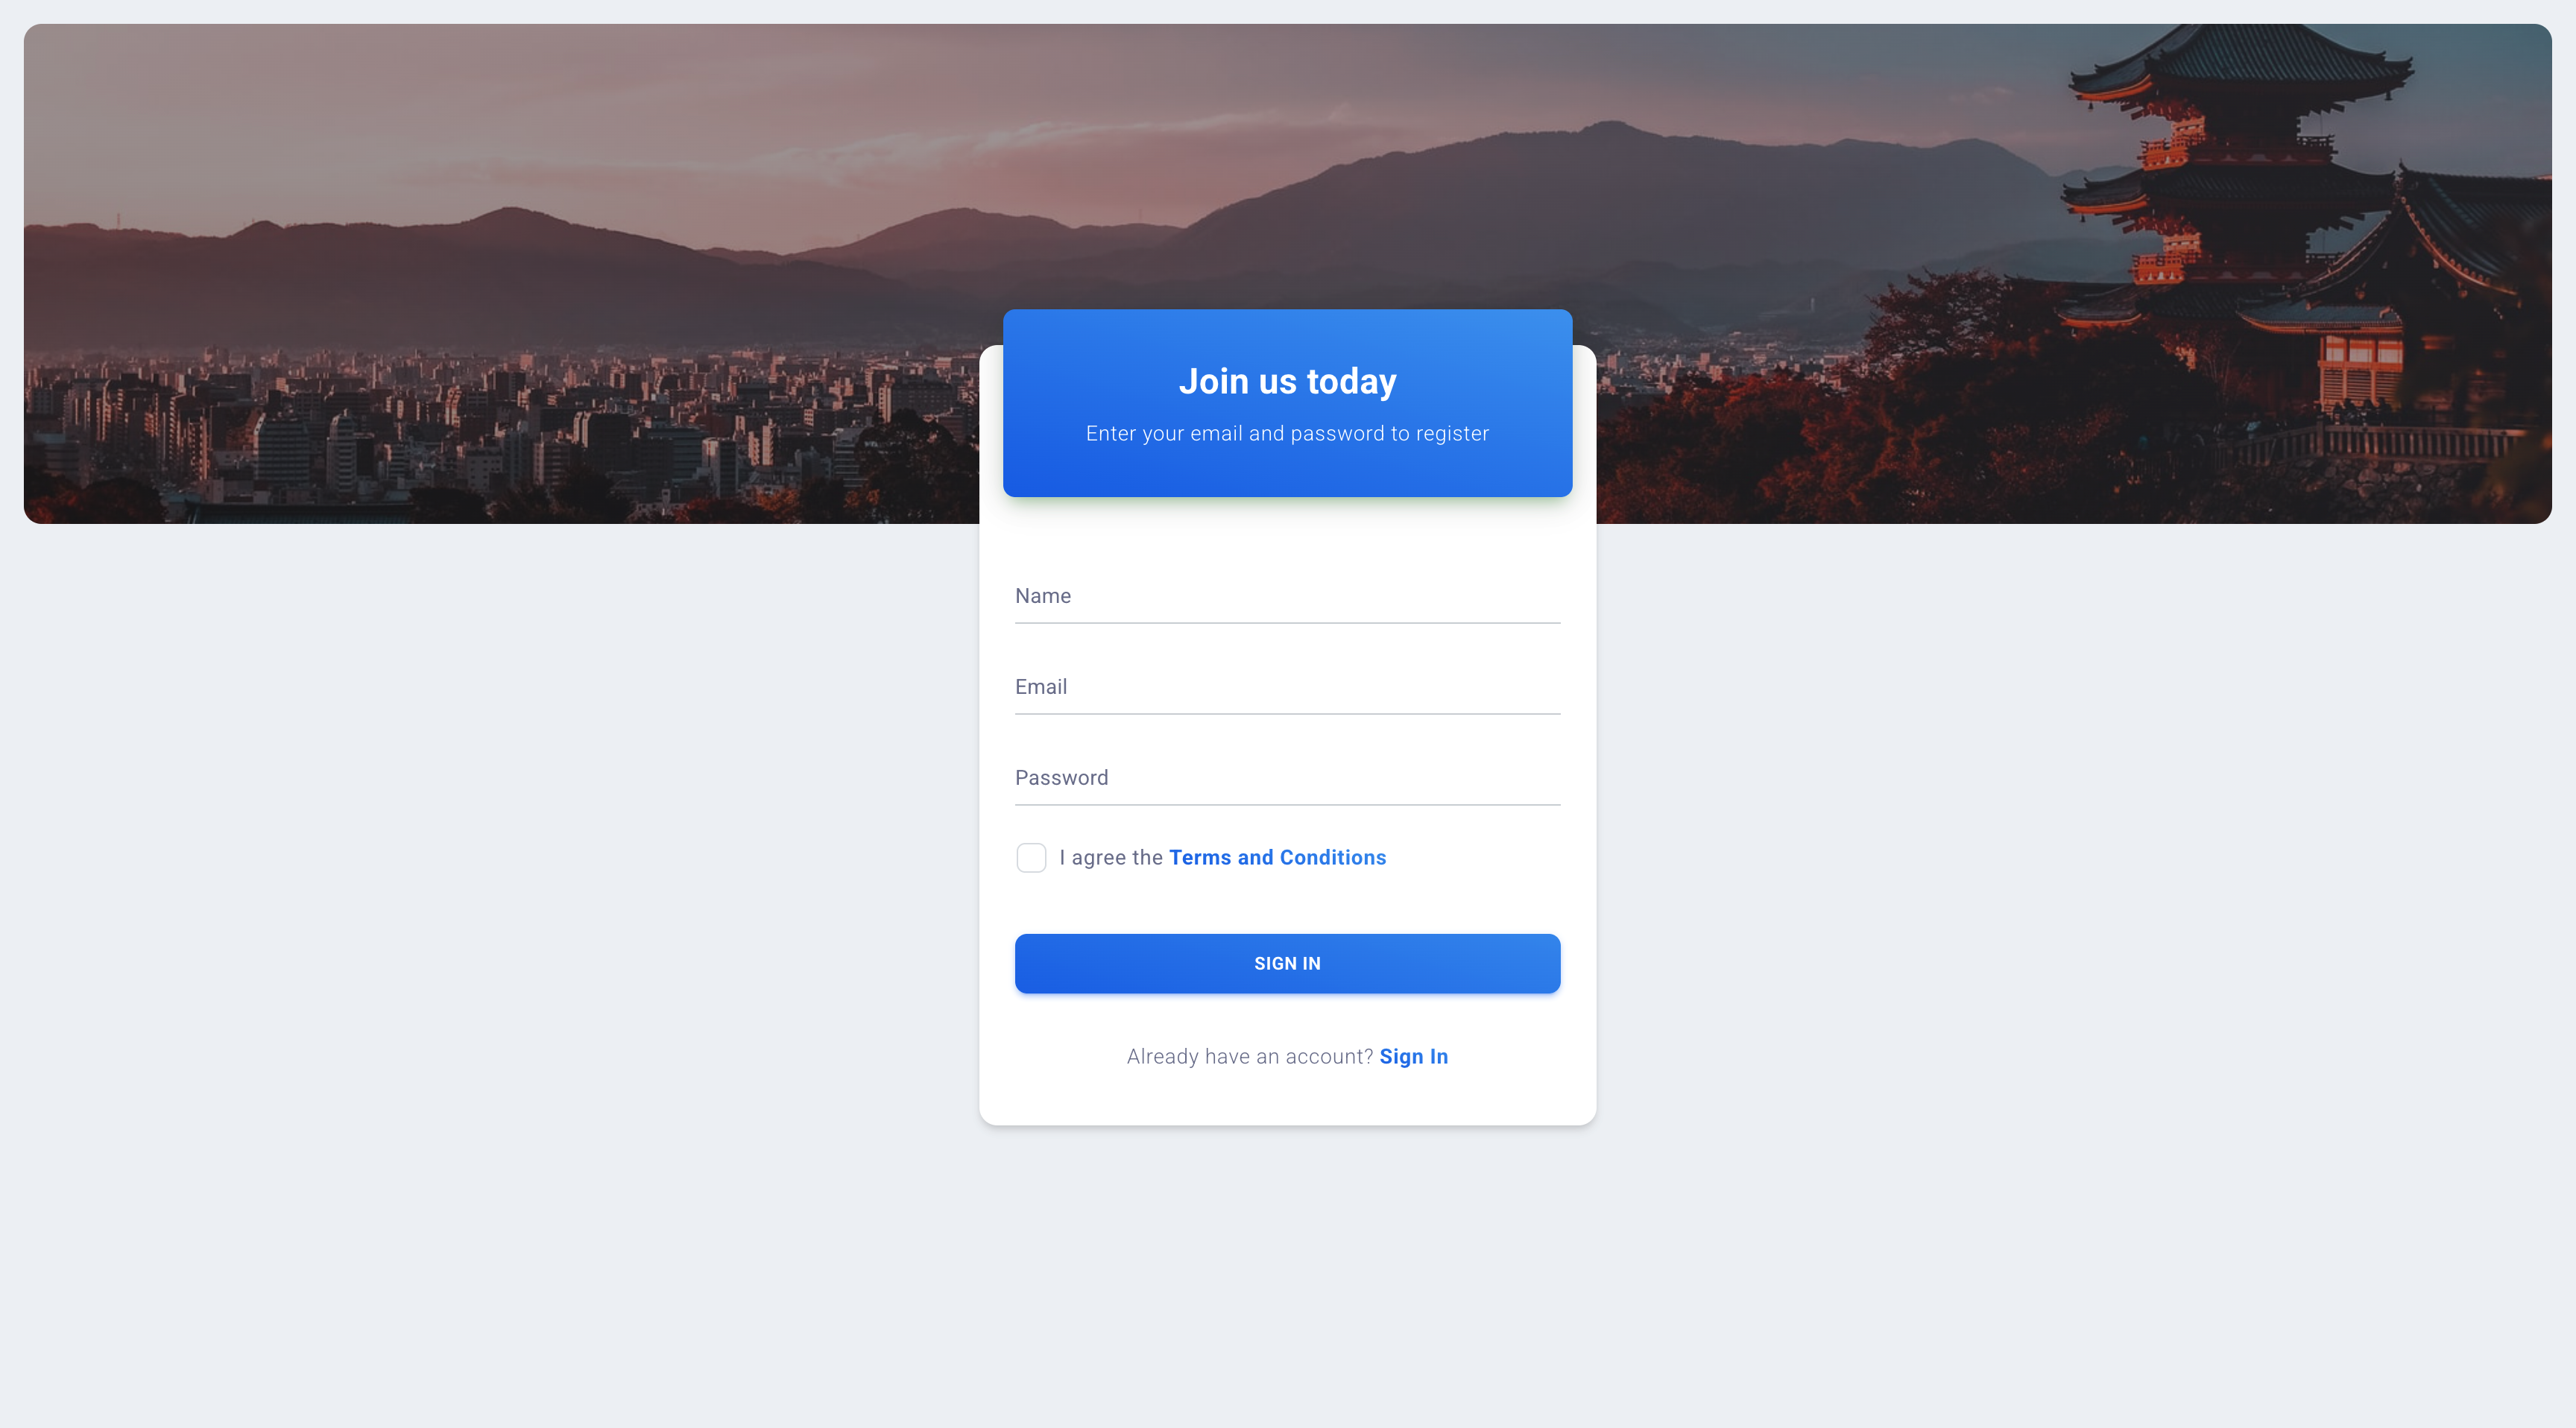 Join us today
Enter your email and password to register
Name
Email
Password
I agree the Terms and Conditions
SIGN IN
Already have an account? Sign In